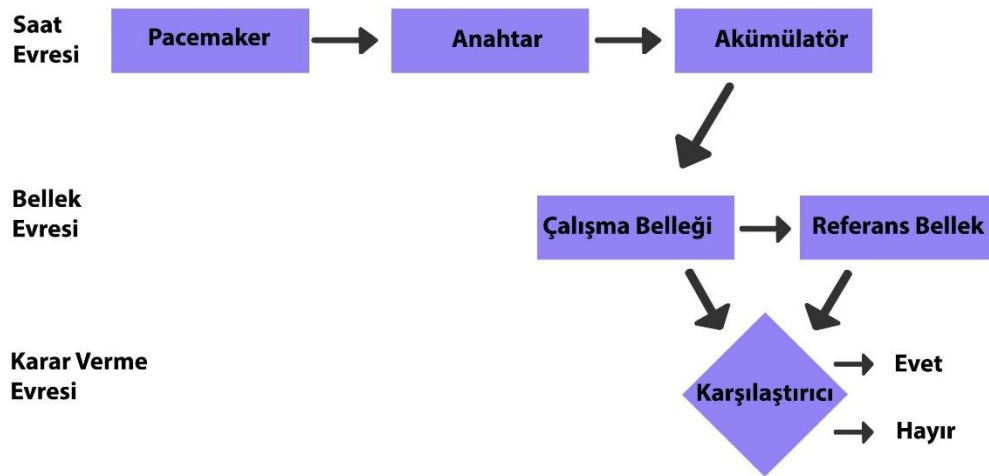 Saat
Evresi
Pacemaker
Anahtar
Akümülatör
Bellek
Evresi
Çalışma Belleği
Referans Bellek
Karar Verme
Evresi
Karşılaştırıcı
Evet
Hayır